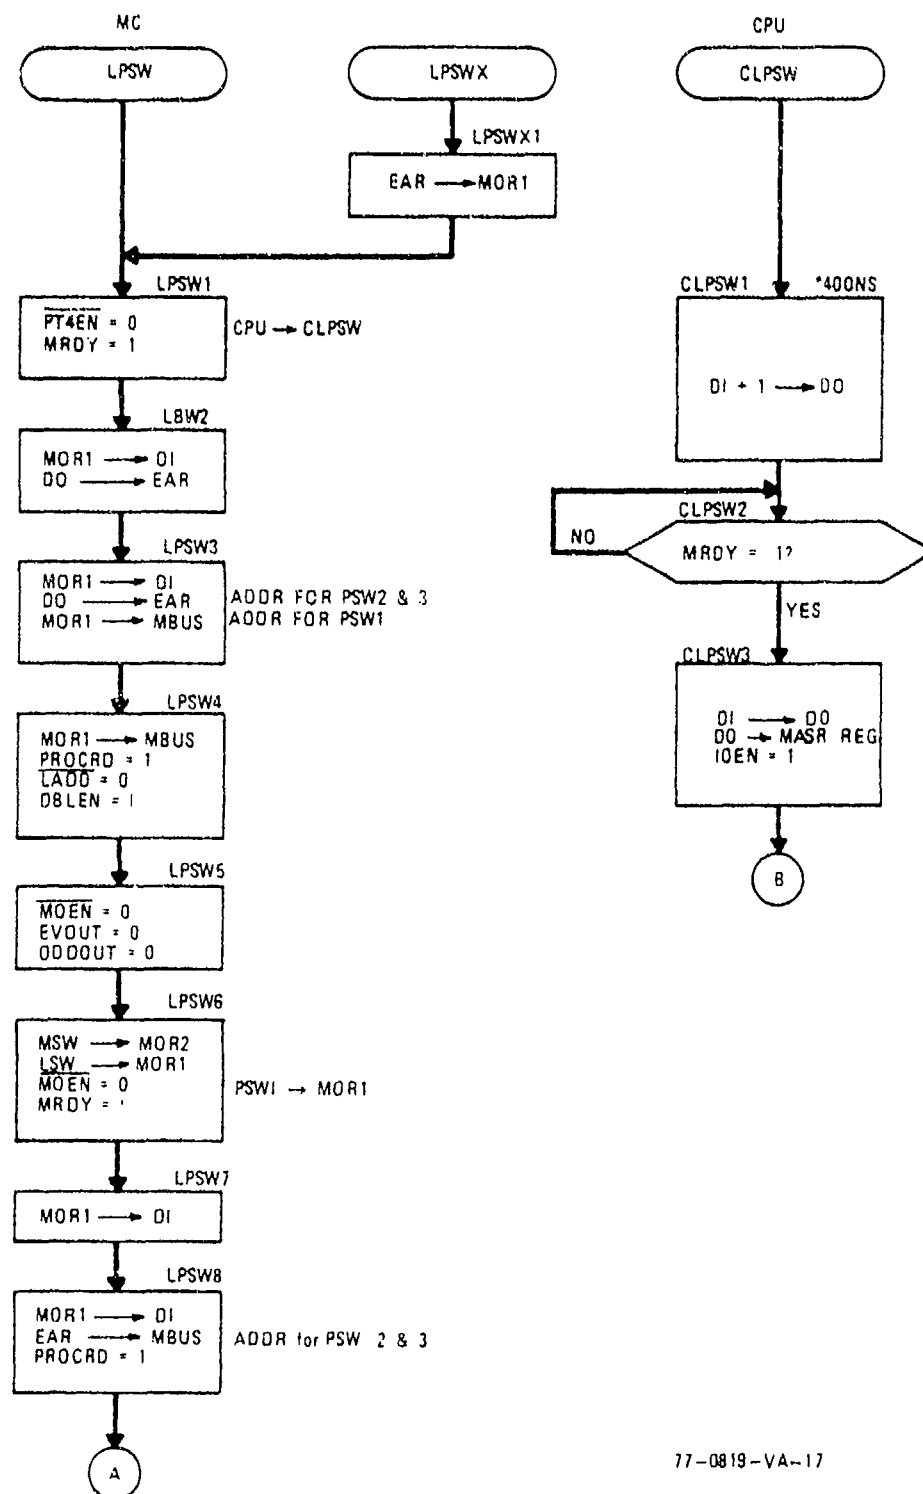 MC
CPU
LPSW
LPSWX
CLPSW
LPSWX1
EAR → MOR1
LPSW1
PT4EN = 0
MRDY = 1
CPU → CLPSW
LBW2
MOR1 → DI
DO → EAR
LPSW3
MOR1 → DI
DO → EAR
MOR1 → MBUS
ADDR FOR PSW2 & 3
ADDR FOR PSW1
LPSW4
MOR1 → MBUS
PROCRD = 1
LADD = 0
DBLEN = 1
LPSW5
MOEN = 0
EVOUT = 0
ODDOUT = 0
LPSW6
MSW → MOR2
LSW → MOR1
MOEN = 0
MRDY =
PSW1 → MOR1
LPSW7
MOR1 → DI
LPSW8
MOR1 → DI
EAR → MBUS
PROCRD = 1
ADDR for PSW 2 & 3
A
CLPSW1
*400NS
DI + 1 → DO
CLPSW2
NO
MRDY = 1?
YES
CLPSW3
DI → DO
DO → MASR REG
IOEN = 1
B
77-0819-VA-17